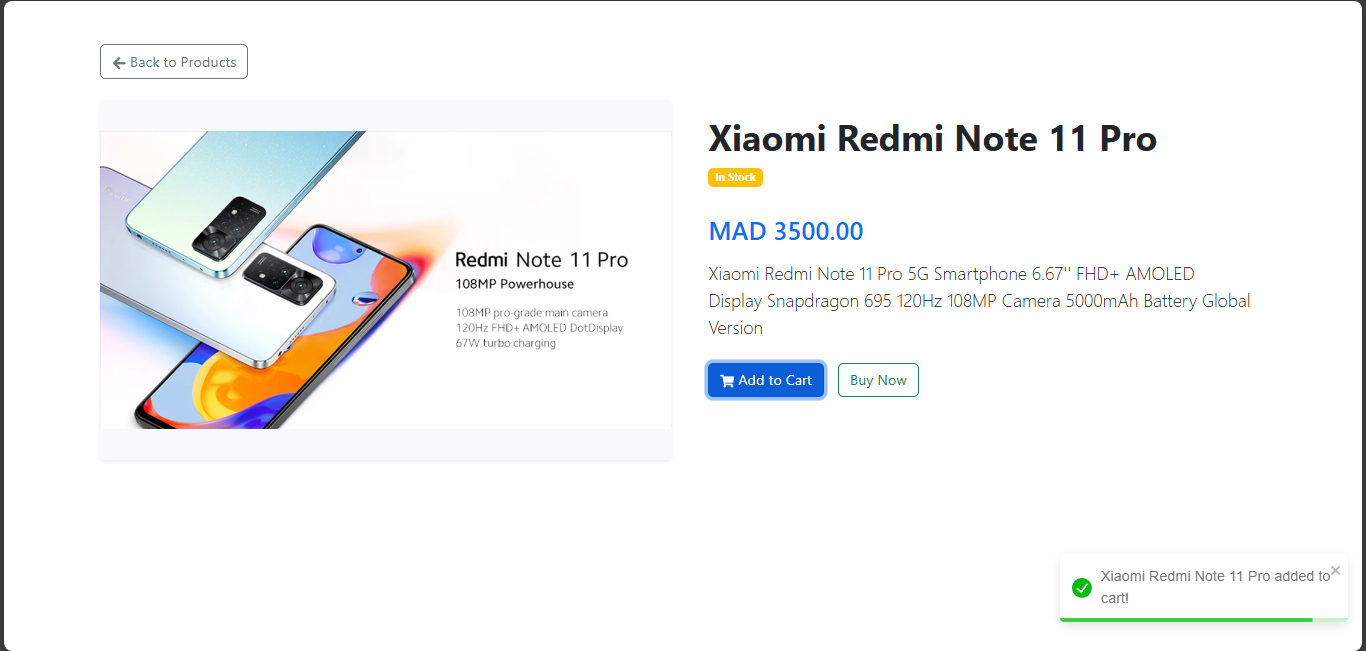 Back to Products
Xiaomi Redmi Note 11 Pro
In Stock
MAD 3500.00
Xiaomi Redmi Note 11 Pro 5G Smartphone 6.67'' FHD+ AMOLED
Display Snapdragon 695 120Hz 108MP Camera 5000mAh Battery Global
Version
Add to Cart
Buy Now
Redmi Note 11 Pro
108MP Powerhouse
108MP pro-grade main camera
120Hz FHD+ AMOLED DotDisplay
67W turbo charging
Xiaomi Redmi Note 11 Pro added to
cart!